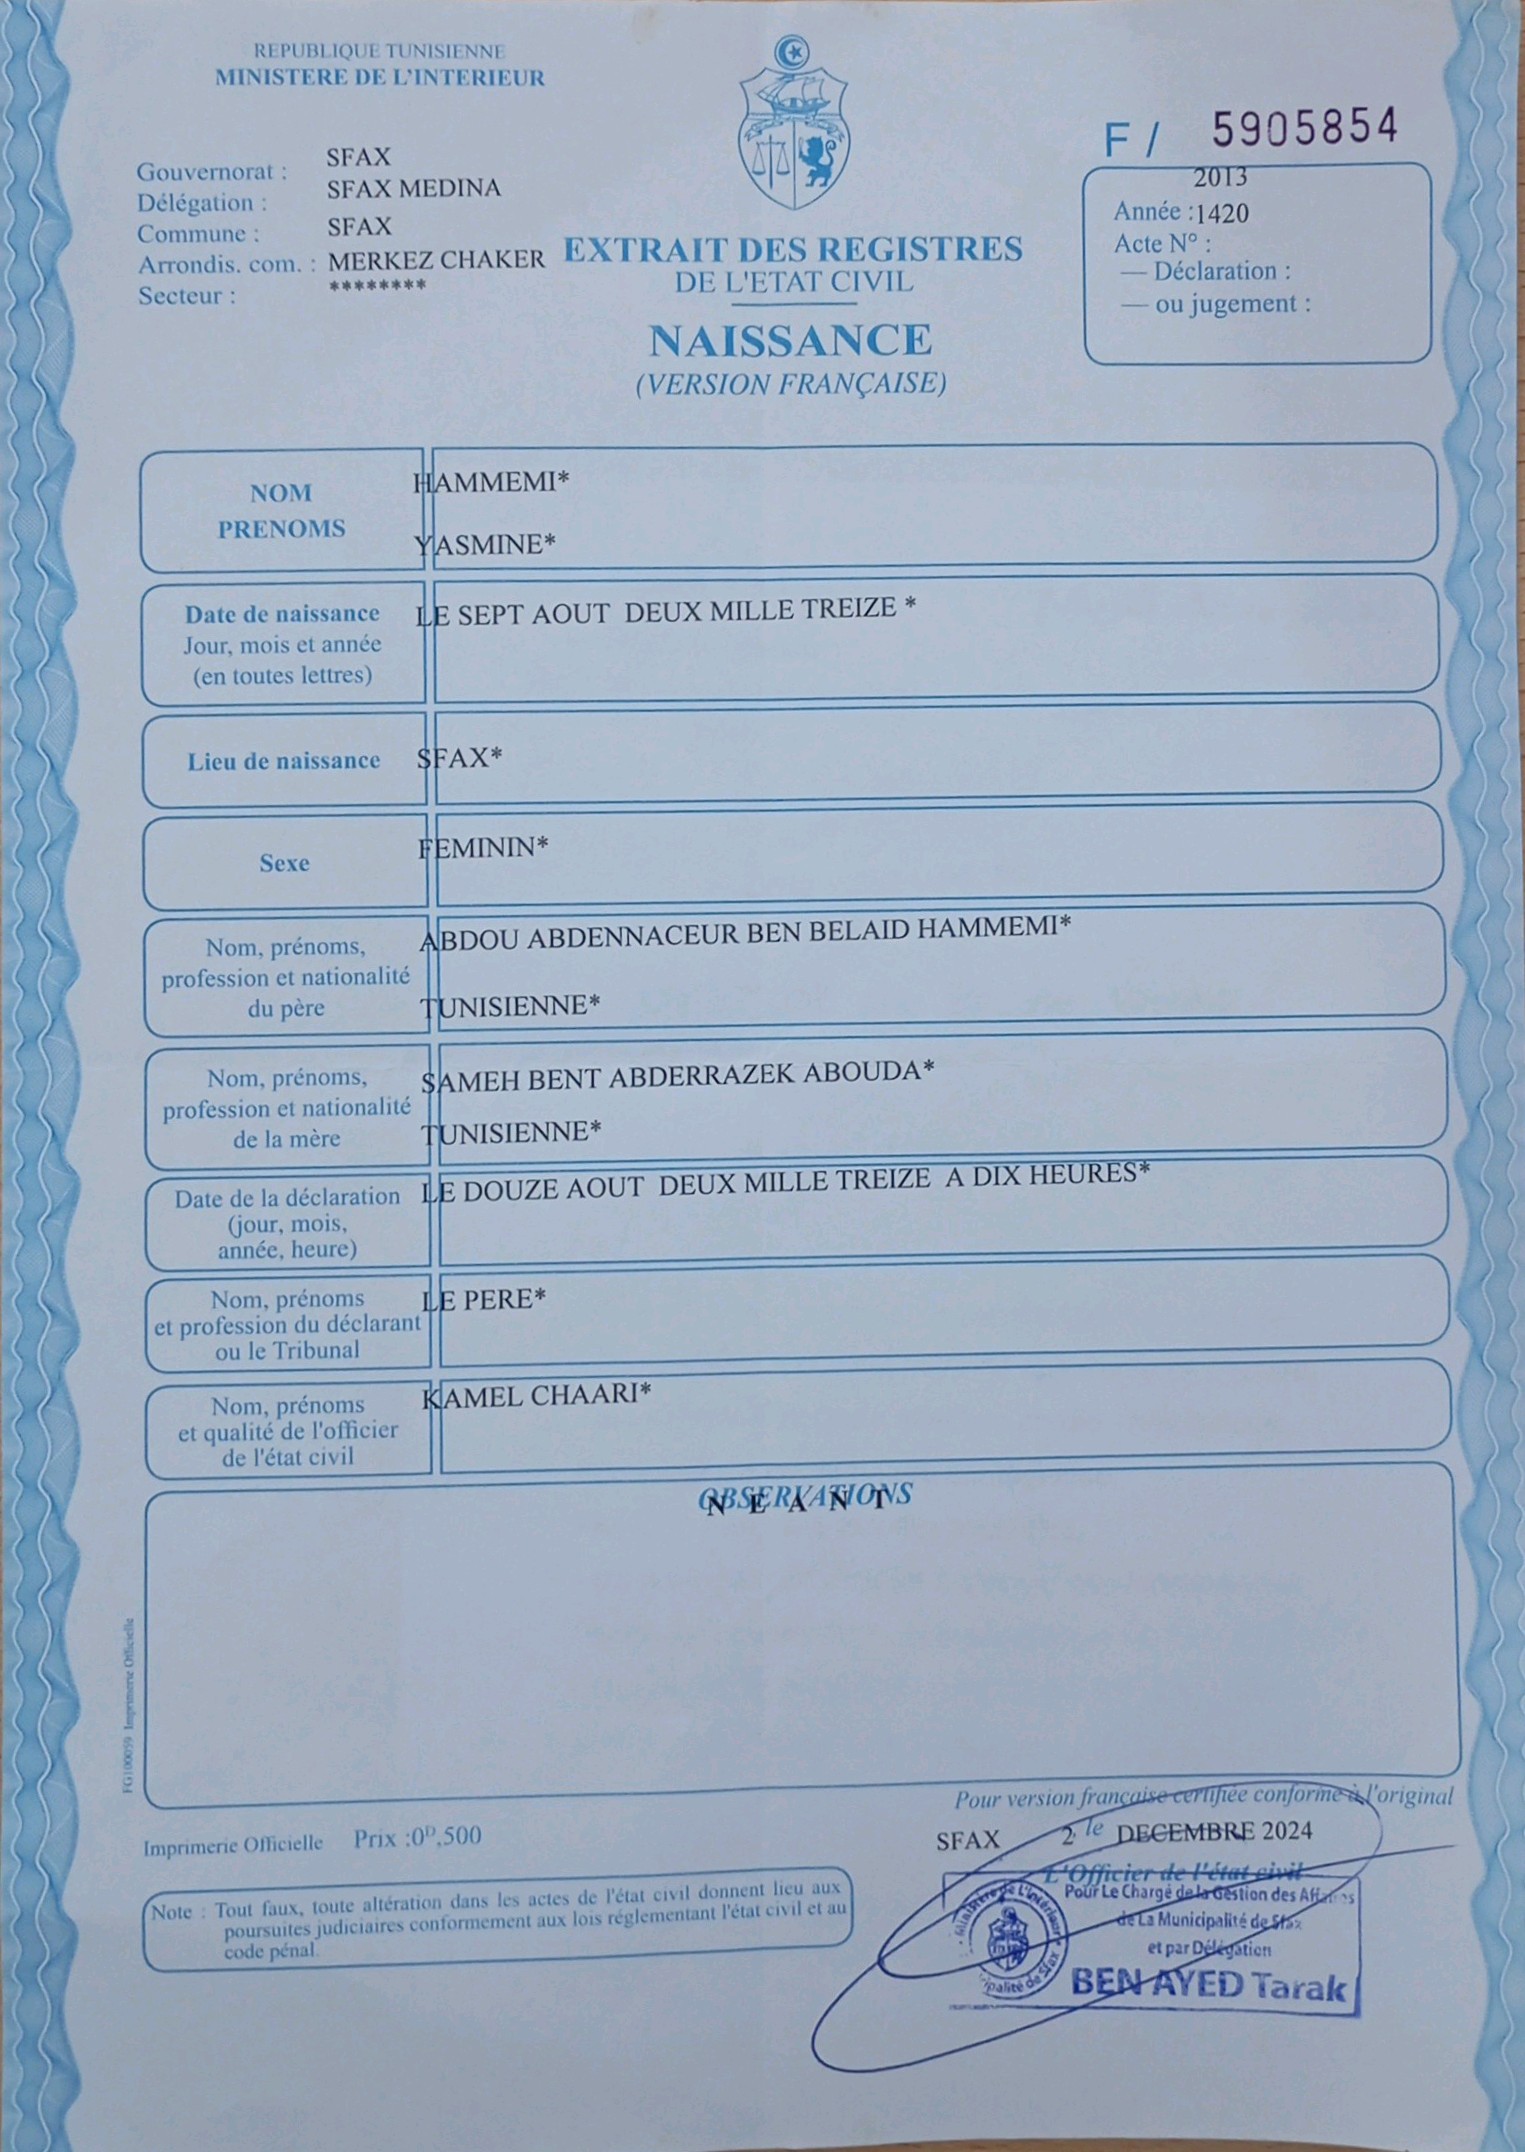 REPUBLIQUE TUNISIENNE
MINISTERE DE L'INTERIEUR
F / 5905854
Gouvernorat : SFAX
Délégation : SFAX MEDINA
Commune : SFAX
Arrondis. com. : MERKEZ CHAKER
Secteur : ********
2013
Année :1420
Acte N° :
— Déclaration :
— ou jugement :
EXTRAIT DES REGISTRES
DE L'ETAT CIVIL
NAISSANCE
(VERSION FRANÇAISE)
NOM HAMMEMI*
PRENOMS YASMINE*
Date de naissance LE SEPT AOUT DEUX MILLE TREIZE *
Jour, mois et année
(en toutes lettres)
Lieu de naissance SFAX*
Sexe FEMININ*
Nom, prénoms, ABDOU ABDENNACEUR BEN BELAID HAMMEMI*
profession et nationalité
du père TUNISIENNE*
Nom, prénoms, SAMEH BENT ABDERRAZEK ABOUDA*
profession et nationalité
de la mère TUNISIENNE*
Date de la déclaration LE DOUZE AOUT DEUX MILLE TREIZE A DIX HEURES*
(jour, mois,
année, heure)
Nom, prénoms LE PERE*
et profession du déclarant
ou le Tribunal
Nom, prénoms KAMEL CHAARI*
et qualité de l'officier
de l'état civil
OBSERVATIONS
N E A N T
FG100059 Imprimerie Officielle
Pour version française certifiée conforme à l'original
Imprimerie Officielle Prix :0D,500
SFAX 2 le DECEMBRE 2024
L'Officier de l'état civil
Pour Le Chargé de la Gestion des Affaires
de La Municipalité de Sfax
et par Délégation
BEN AYED Tarak
Ministère de L'Intérieur
Note : Tout faux, toute altération dans les actes de l'état civil donnent lieu aux
poursuites judiciaires conformement aux lois réglementant l'état civil et au
code pénal.